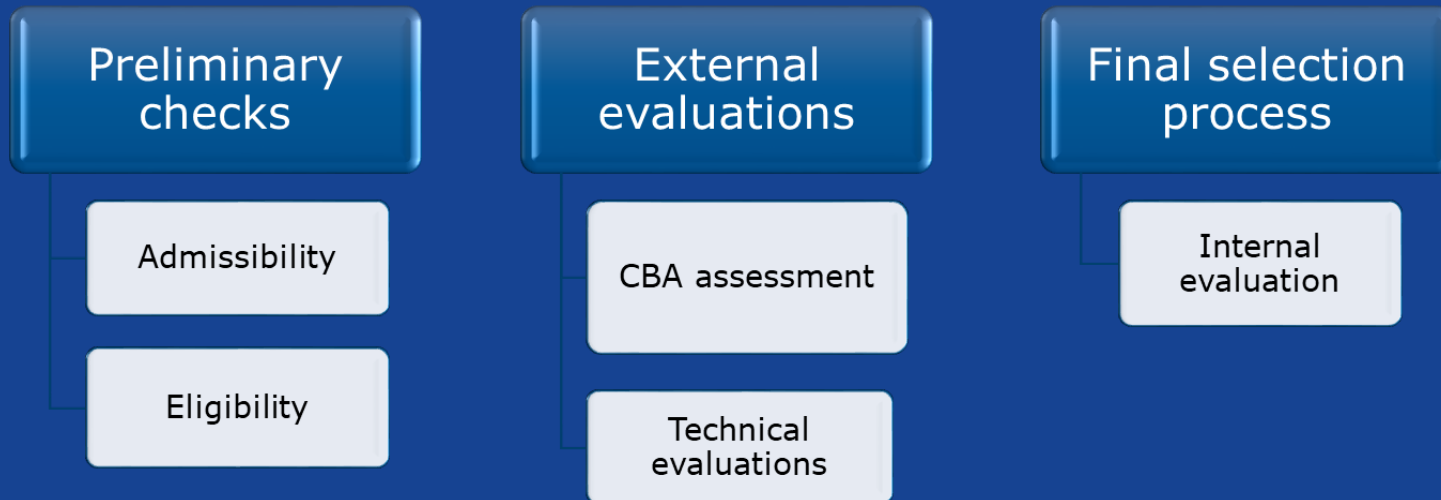 Preliminary
checks
Admissibility
Eligibility
External
evaluations
CBA assessment
Technical
evaluations
Final selection
process
Internal
evaluation